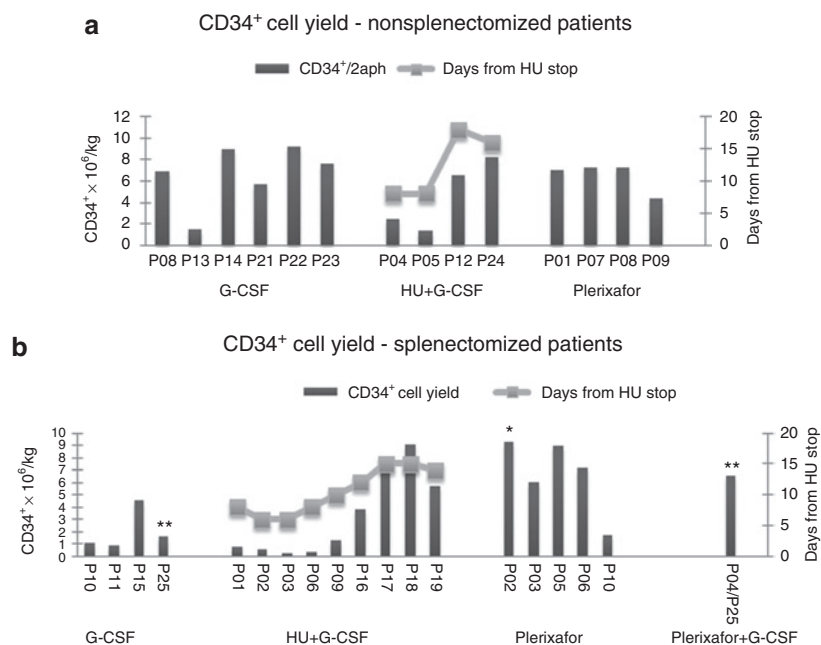 a
CD34+ cell yield - nonsplenectomized patients
CD34+/2aph Days from HU stop
CD34+ × 10⁶/kg
12
10
8
6
4
2
0
20
15
10
5
0
Days from HU stop
P08 P13 P14 P21 P22 P23 P04 P05 P12 P24 P01 P07 P08 P09
G-CSF HU+G-CSF Plerixafor
b
CD34+ cell yield - splenectomized patients
CD34+ cell yield Days from HU stop
CD34+ × 10⁶/kg
10
9
8
7
6
5
4
3
2
1
0
20
15
10
5
0
Days from HU stop
** * **
P10 P11 P15 P25 P01 P02 P03 P06 P09 P16 P17 P18 P19 P02 P03 P05 P06 P10 P04/P25
G-CSF HU+G-CSF Plerixafor Plerixafor+G-CSF